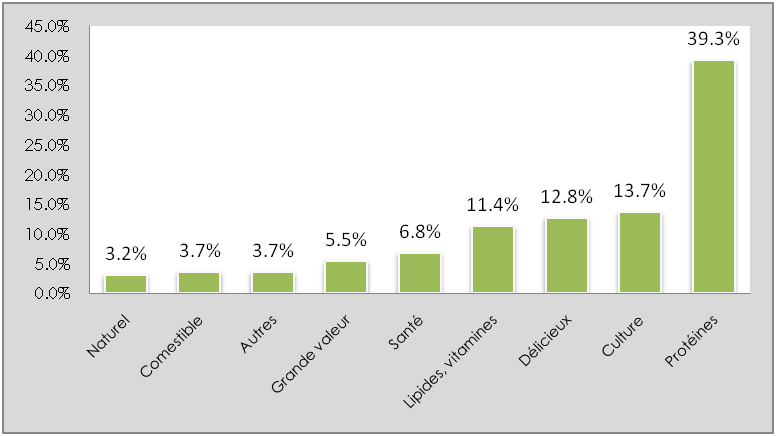 45.0%
40.0%
35.0%
30.0%
25.0%
20.0%
15.0%
10.0%
5.0%
0.0%
3.2%
3.7%
3.7%
5.5%
6.8%
11.4%
12.8%
13.7%
39.3%
Naturel
Comestible
Autres
Grande valeur
Santé
Lipides, vitamines
Délicieux
Culture
Protéines